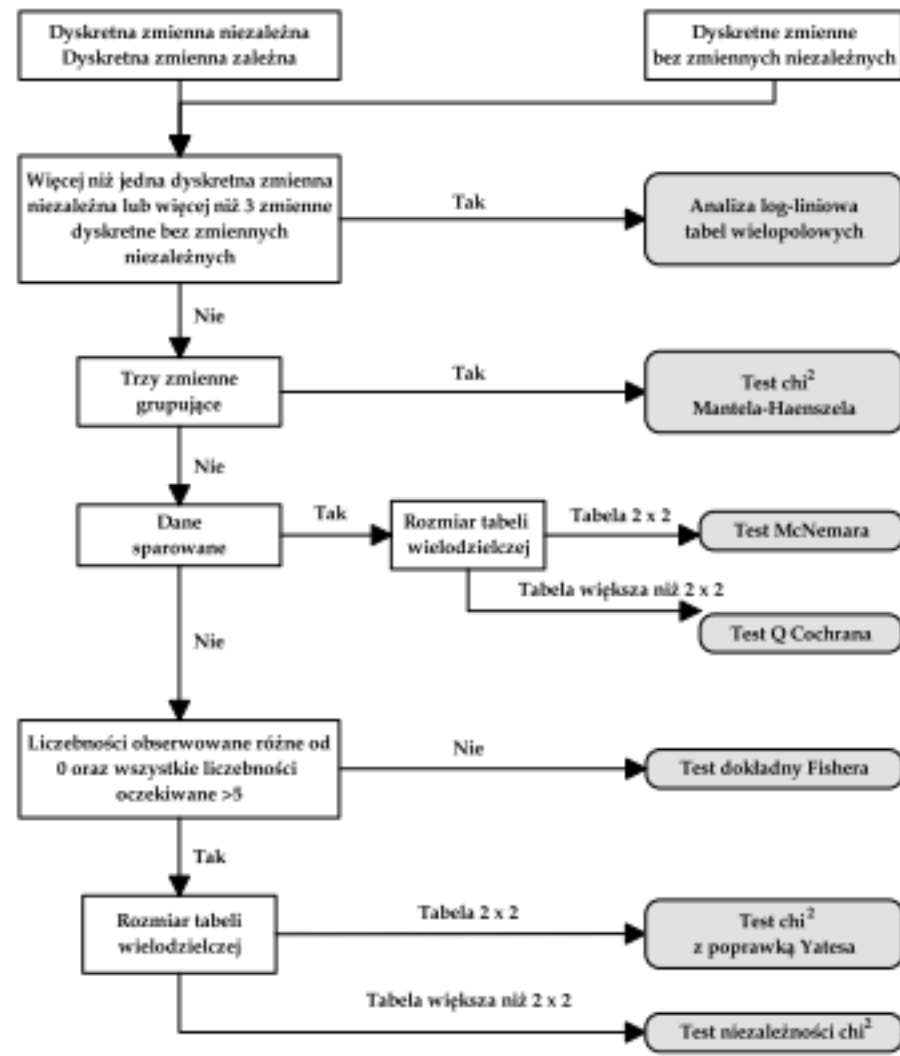 Dyskretna zmienna niezależna
Dyskretna zmienna zależna
Dyskretne zmienne
bez zmiennych niezależnych
Więcej niż jedna dyskretna zmienna
niezależna lub więcej niż 3 zmienne
dyskretne bez zmiennych
niezależnych
Tak
Analiza log-liniowa
tabel wielopolowych
Nie
Trzy zmienne
grupujące
Tak
Test chi²
Mantela-Haenszela
Nie
Dane
sparowane
Tak
Rozmiar tabeli
wielodzielczej
Tabela 2 x 2
Test McNemara
Tabela większa niż 2 x 2
Test Q Cochrana
Nie
Liczebności obserwowane różne od
0 oraz wszystkie liczebności
oczekiwane >5
Nie
Test dokładny Fishera
Tak
Rozmiar tabeli
wielodzielczej
Tabela 2 x 2
Test chi²
z poprawką Yatesa
Tabela większa niż 2 x 2
Test niezależności chi²